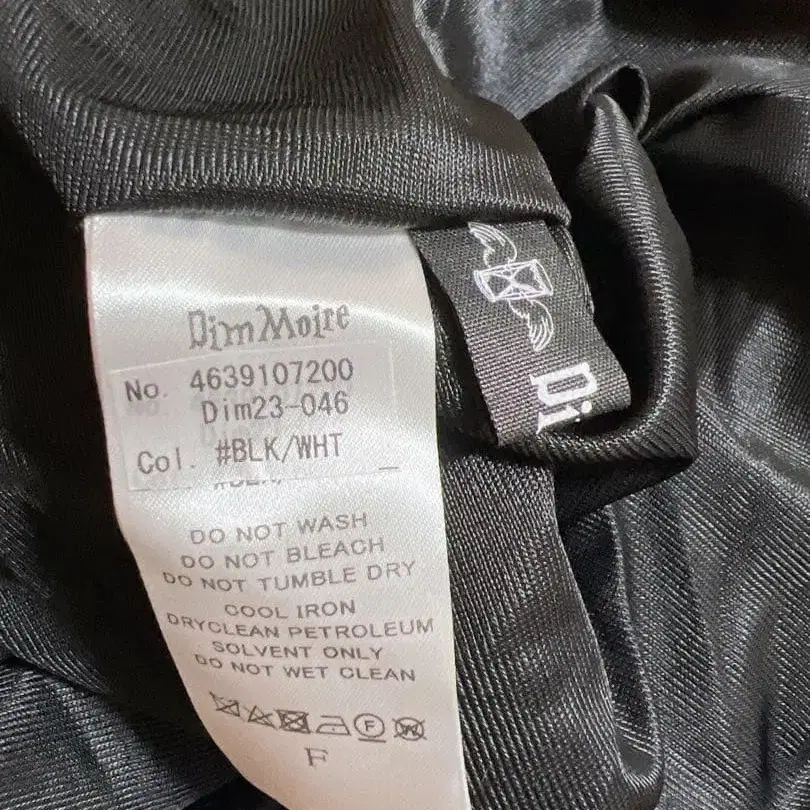 DimMoire
No. 4639107200
Dim23-046
Col. #BLK/WHT
DO NOT WASH
DO NOT BLEACH
DO NOT TUMBLE DRY
COOL IRON
DRYCLEAN PETROLEUM
SOLVENT ONLY
DO NOT WET CLEAN
F
W
F
Di